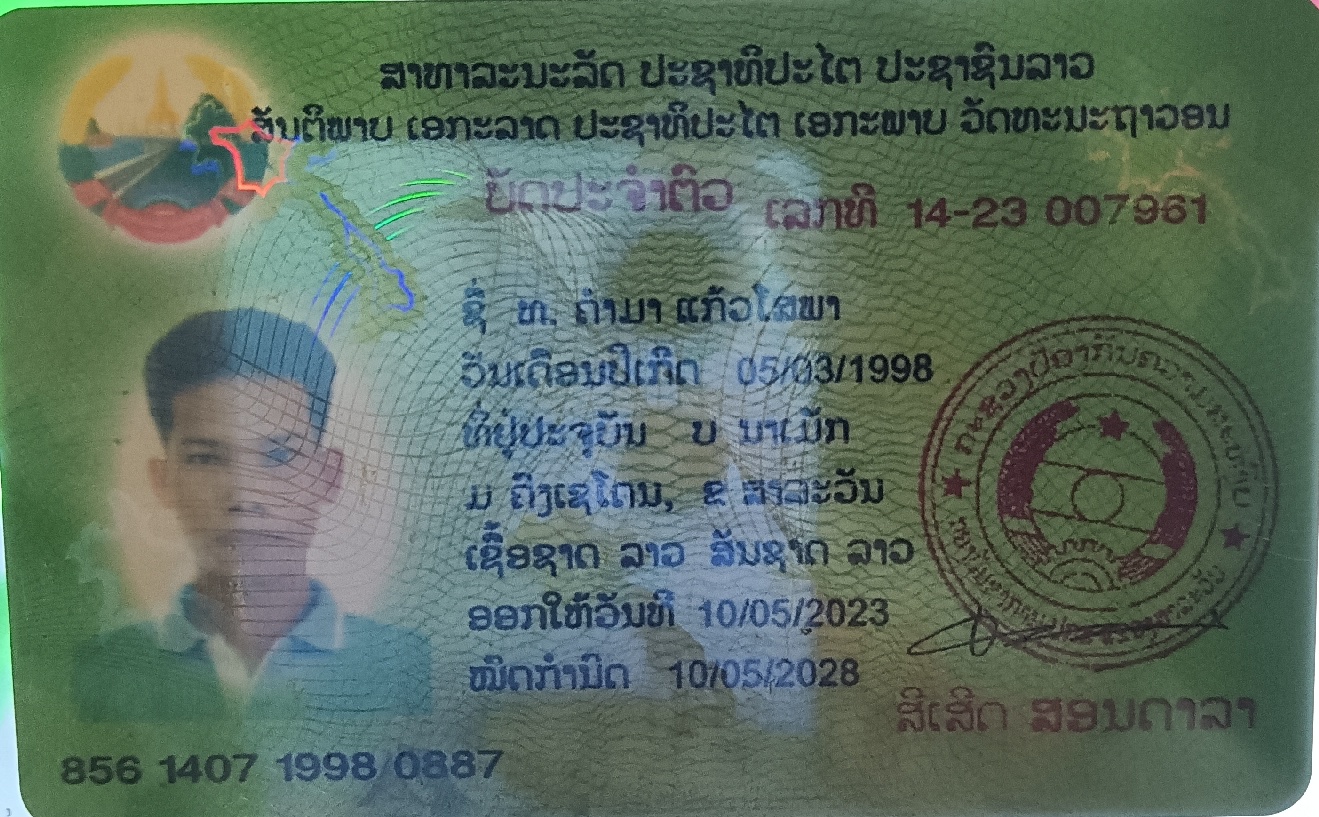 ສາທາລະນະລັດ ປະຊາທິປະໄຕ ປະຊາຊົນລາວ
ສັນຕິພາບ ເອກະລາດ ປະຊາທິປະໄຕ ເອກະພາບ ວັດທະນະຖາວອນ
ບັດປະຈຳຕົວ ເລກທີ 14-23 007961
ຊື່ ທ. ຄຳມາ ແກ້ວໂສພາ
ວັນເດືອນປີເກີດ 05/03/1998
ທີ່ຢູ່ປະຈຸບັນ ບ ນາເມັກ
ມ ຄົງເຊໂດນ, ຂ ສາລະວັນ
ເຊື້ອຊາດ ລາວ ສັນຊາດ ລາວ
ອອກໃຫ້ວັນທີ 10/05/2023
ໝົດກຳນົດ 10/05/2028
ສີເສີດ ສອນດາລາ
856 1407 1998 0887